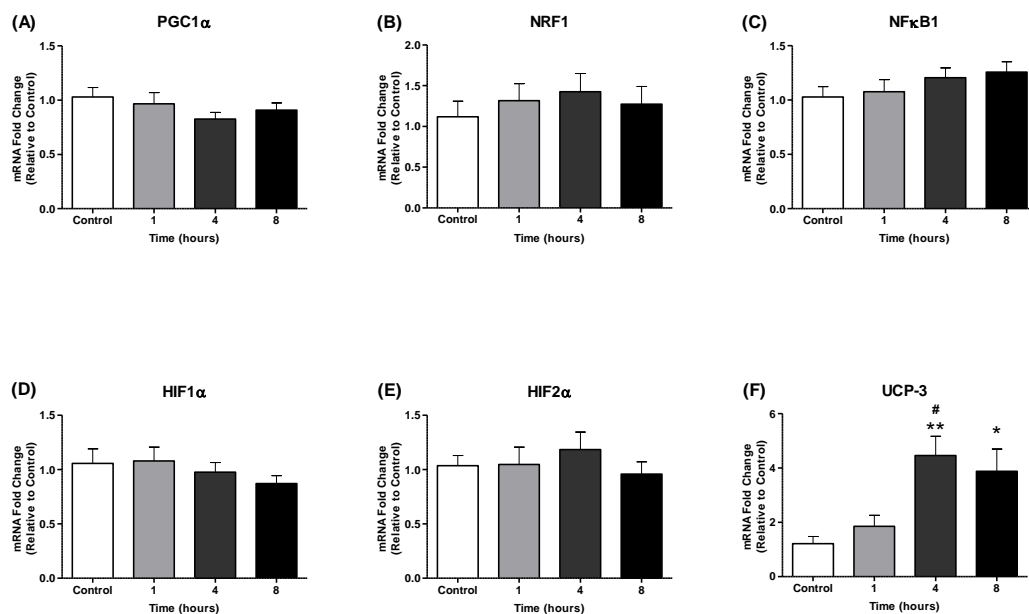 (A)
PGC1α
mRNA Fold Change
(Relative to Control)
1.5
1.0
0.5
0.0
Control 1 4 8
Time (hours)
(B)
NRF1
mRNA Fold Change
(Relative to Control)
2.0
1.5
1.0
0.5
0.0
Control 1 4 8
Time (hours)
(C)
NFκB1
mRNA Fold Change
(Relative to Control)
1.5
1.0
0.5
0.0
Control 1 4 8
Time (hours)
(D)
HIF1α
mRNA Fold Change
(Relative to Control)
1.5
1.0
0.5
0.0
Control 1 4 8
Time (hours)
(E)
HIF2α
mRNA Fold Change
(Relative to Control)
1.5
1.0
0.5
0.0
Control 1 4 8
Time (hours)
(F)
UCP-3
mRNA Fold Change
(Relative to Control)
6
4
2
0
#
** *
Control 1 4 8
Time (hours)